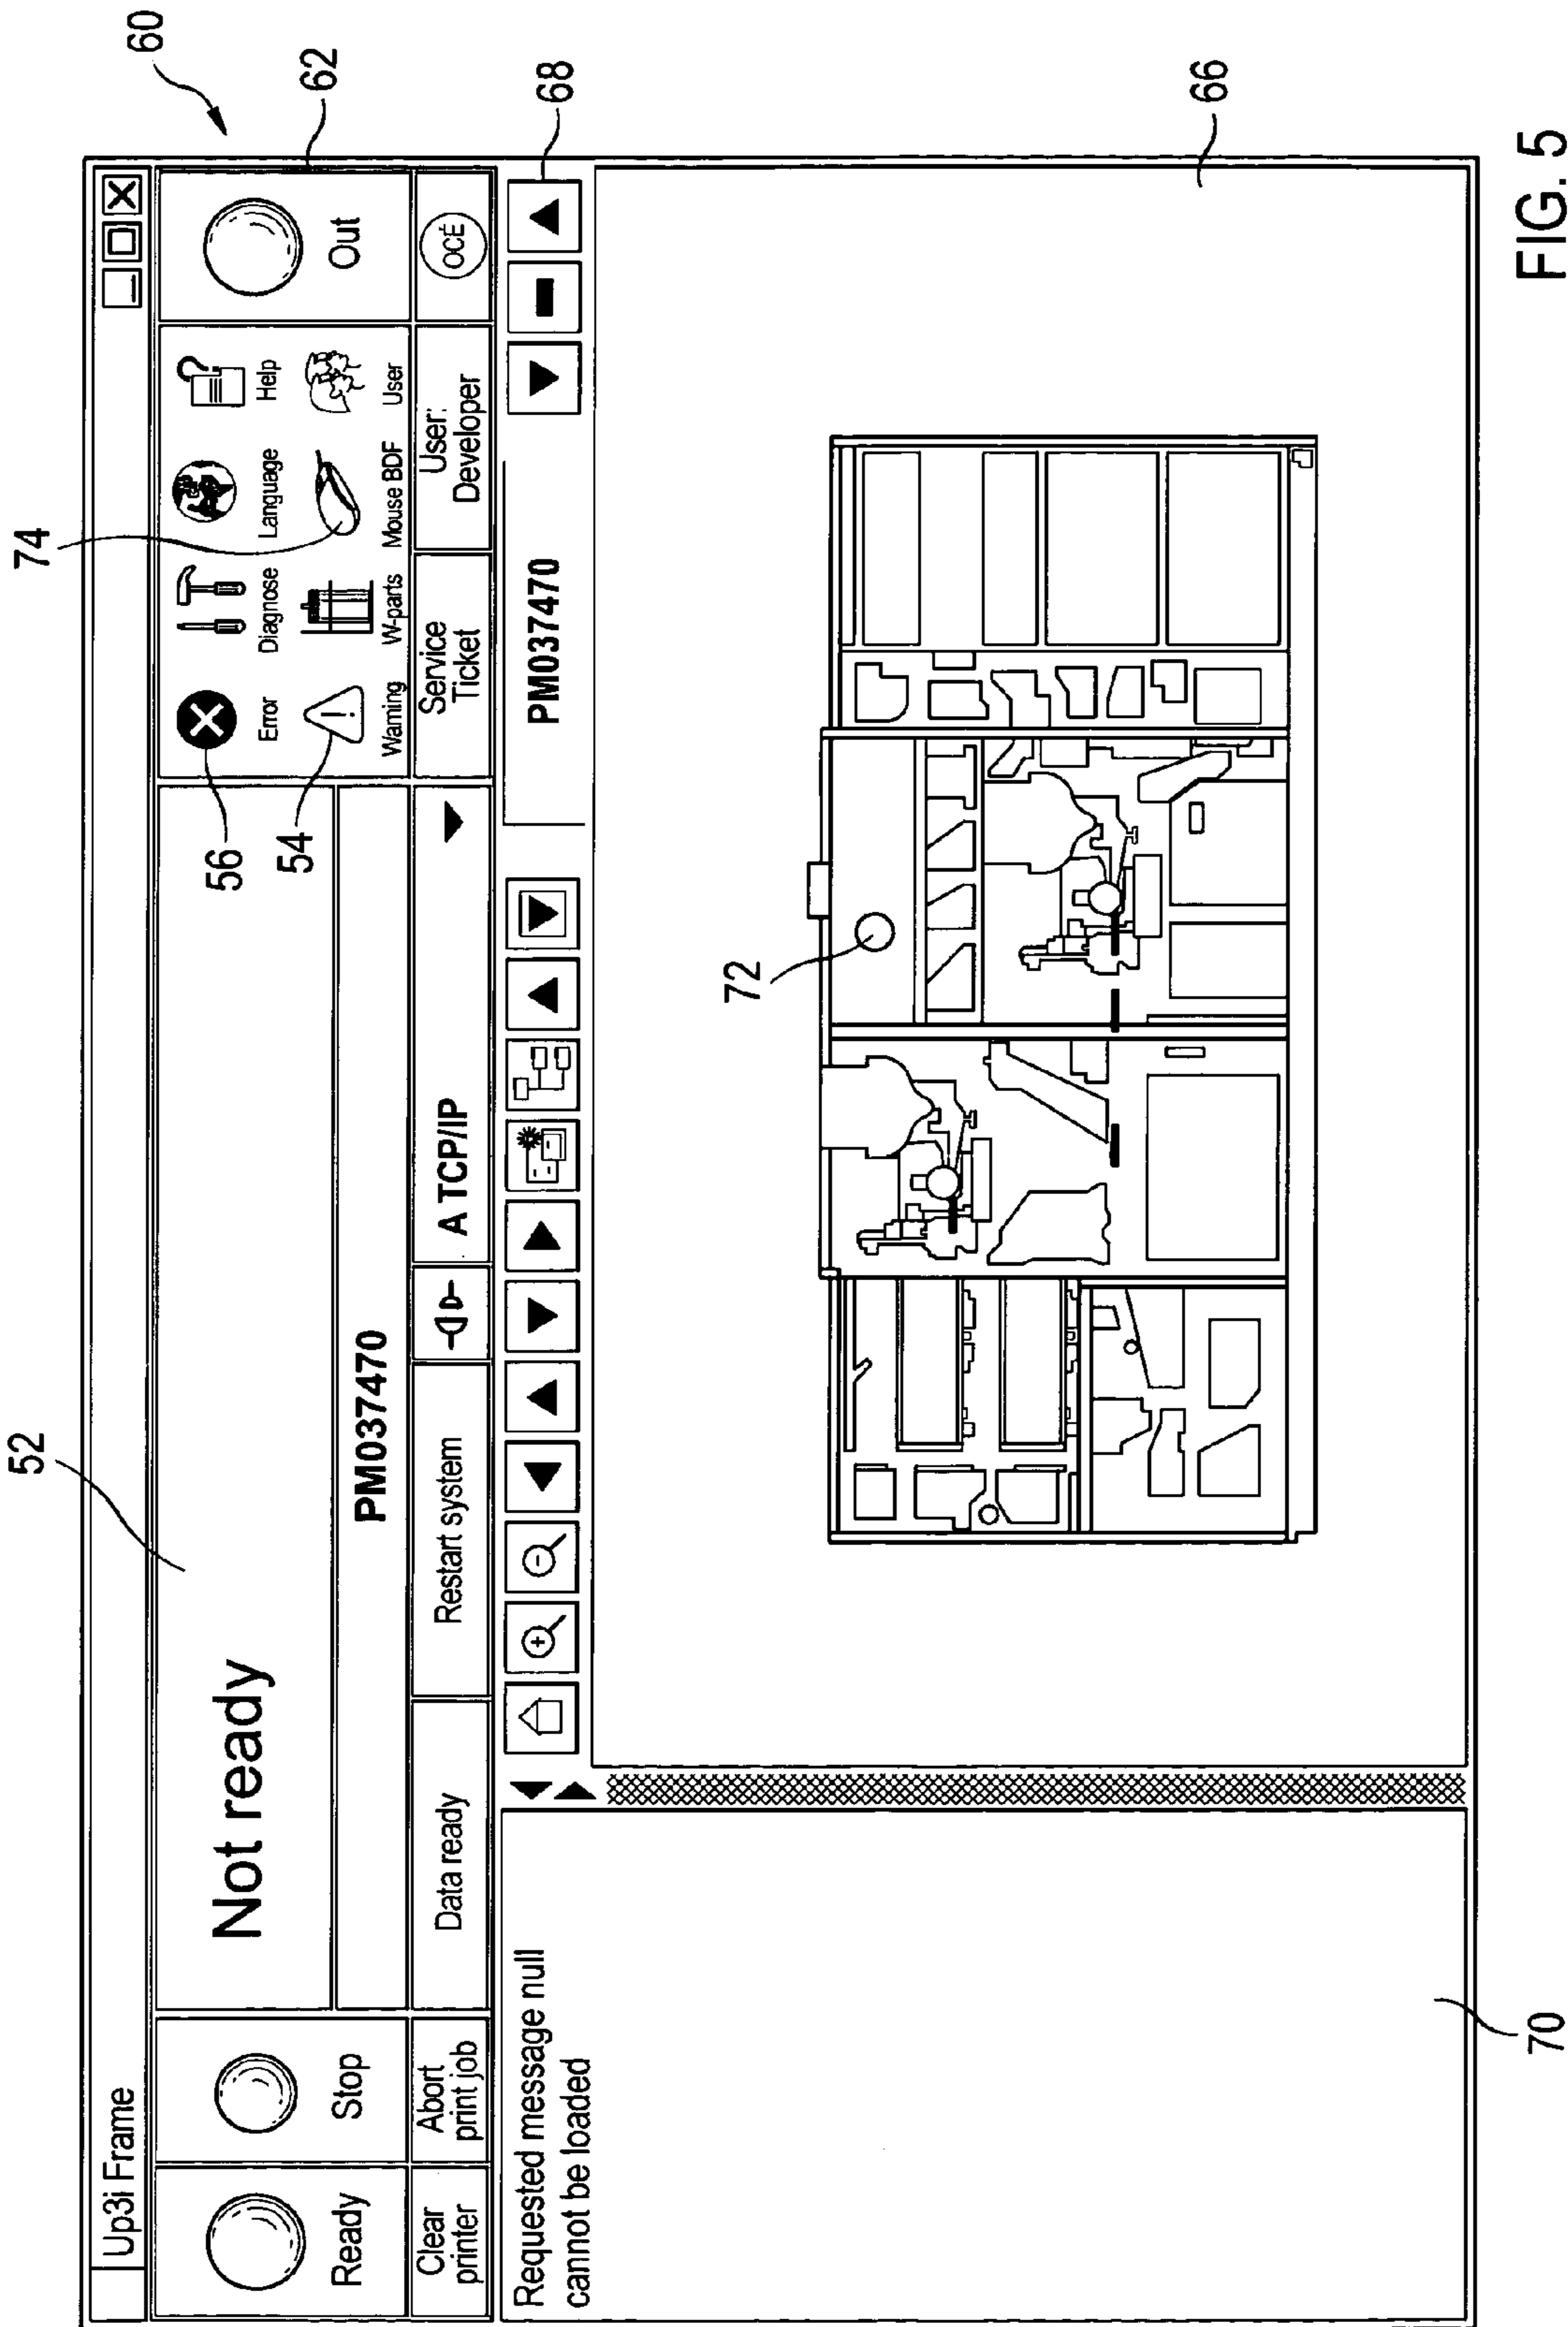 60
Up3i Frame
62
74
52
Ready
Stop
Not ready
56
54
Error
Diagnose
Language
Help
Warning
W-parts
Mouse BDF
User
Out
PM037470
Clear
printer
Abort
print job
Data ready
Restart system
A TCP/IP
Service
Ticket
User:
Developer
OCÉ
PM037470
68
Requested message null
cannot be loaded
72
66
70
FIG. 5